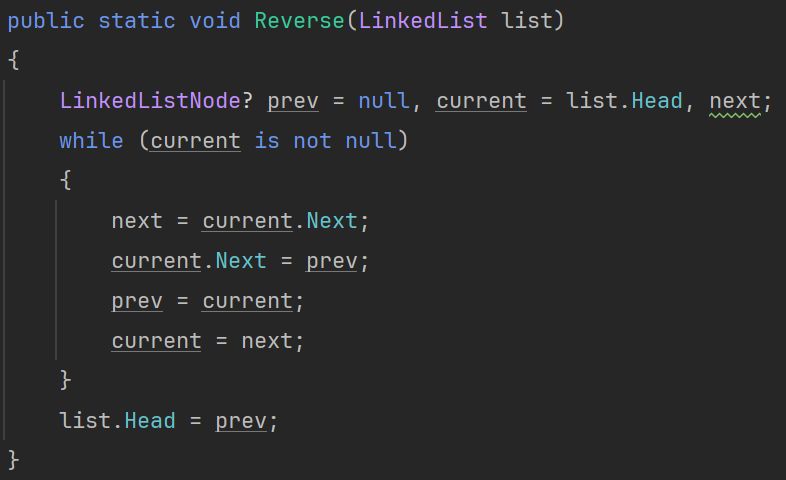 public static void Reverse(LinkedList list)
{
    LinkedListNode? prev = null, current = list.Head, next;
    while (current is not null)
    {
        next = current.Next;
        current.Next = prev;
        prev = current;
        current = next;
    }
    list.Head = prev;
}